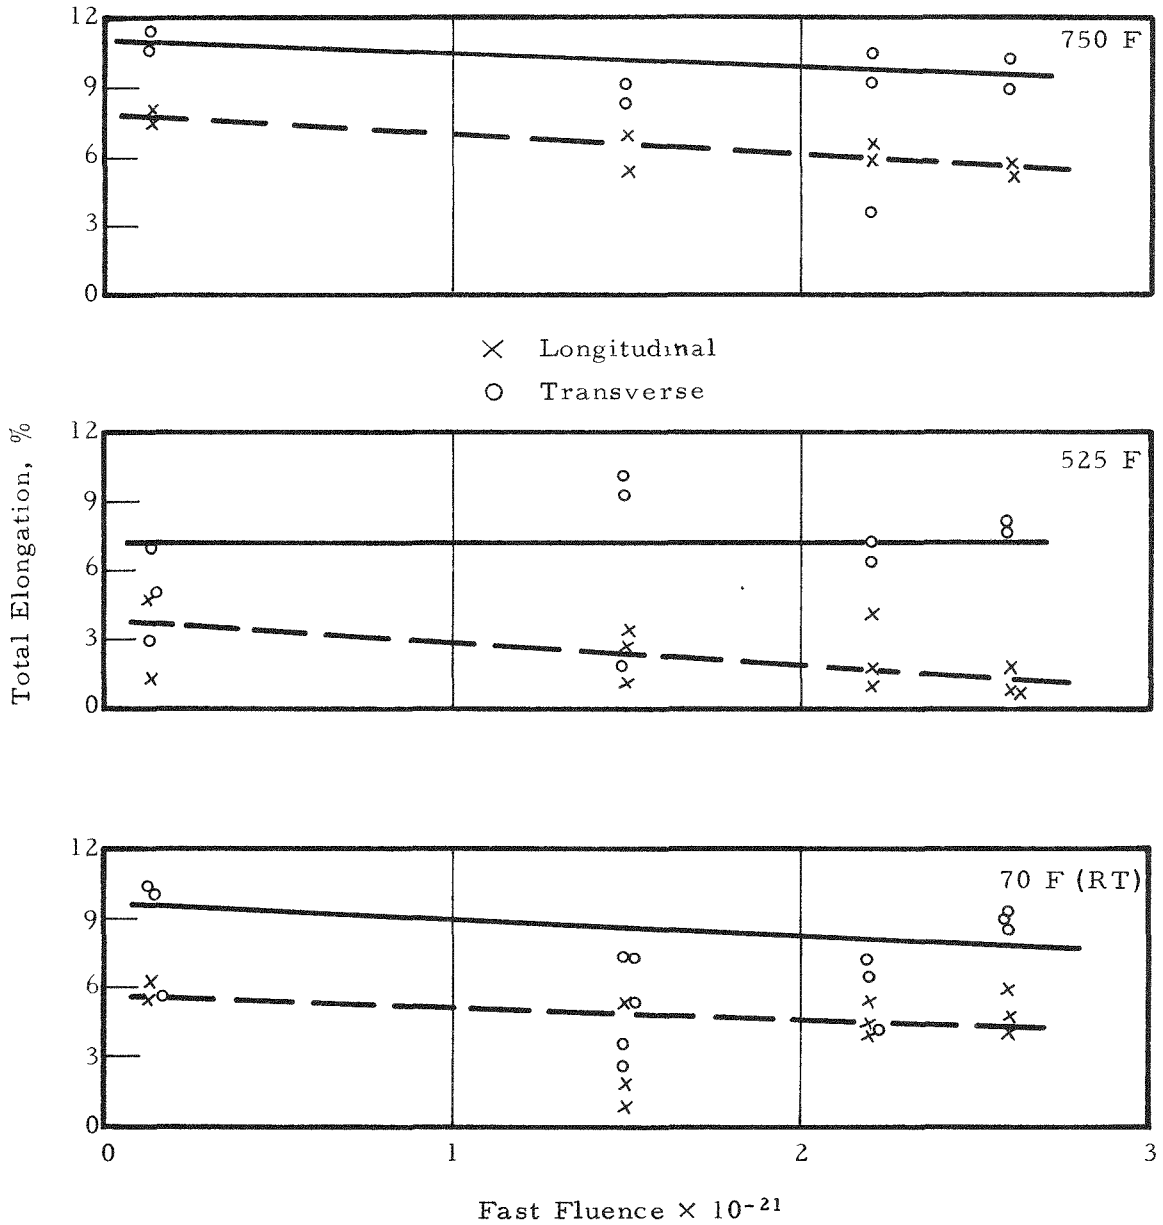 12
750 F
9
6
3
0
× Longitudinal
○ Transverse
Total Elongation, %
12
525 F
9
6
3
0
12
70 F (RT)
9
6
3
0
0 1 2 3
Fast Fluence × 10⁻²¹